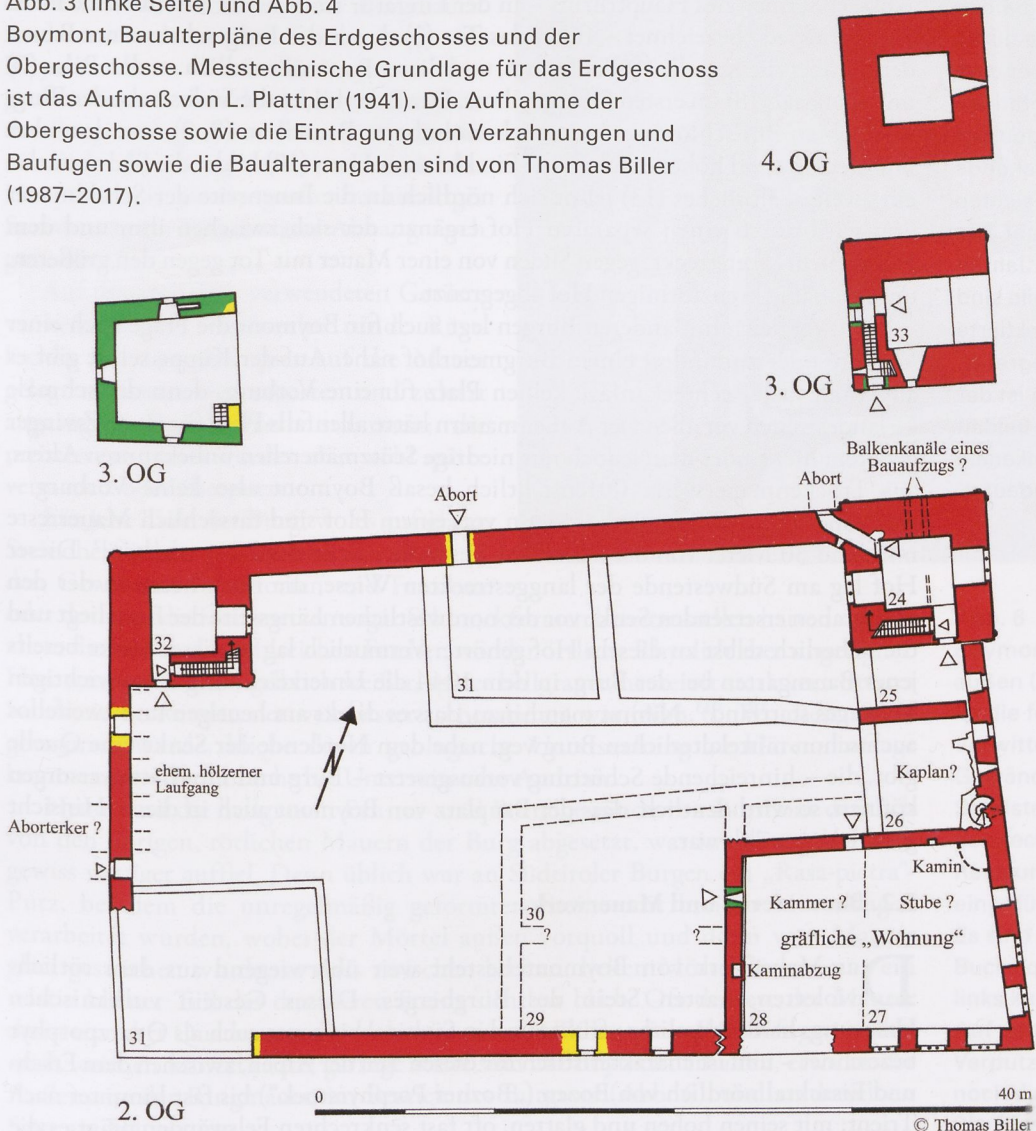 Abb. 3 (linke Seite) und Abb. 4
Boymont, Baualterpläne des Erdgeschosses und der
Obergeschosse. Messtechnische Grundlage für das Erdgeschoss
ist das Aufmaß von L. Plattner (1941). Die Aufnahme der
Obergeschosse sowie die Eintragung von Verzahnungen und
Baufugen sowie die Baualterangaben sind von Thomas Biller
(1987–2017).
4. OG
33
3. OG
3. OG
Balkenkanäle eines
Bauaufzugs ?
Abort
Abort
24
32
31
25
N
ehem. hölzerner
Laufgang
Aborterker ?
Kaplan?
26
Kamin
Kammer ?
Stube ?
30
?
?
gräfliche „Wohnung“
Kaminabzug
31
29
28
27
2. OG
0
40 m
© Thomas Biller